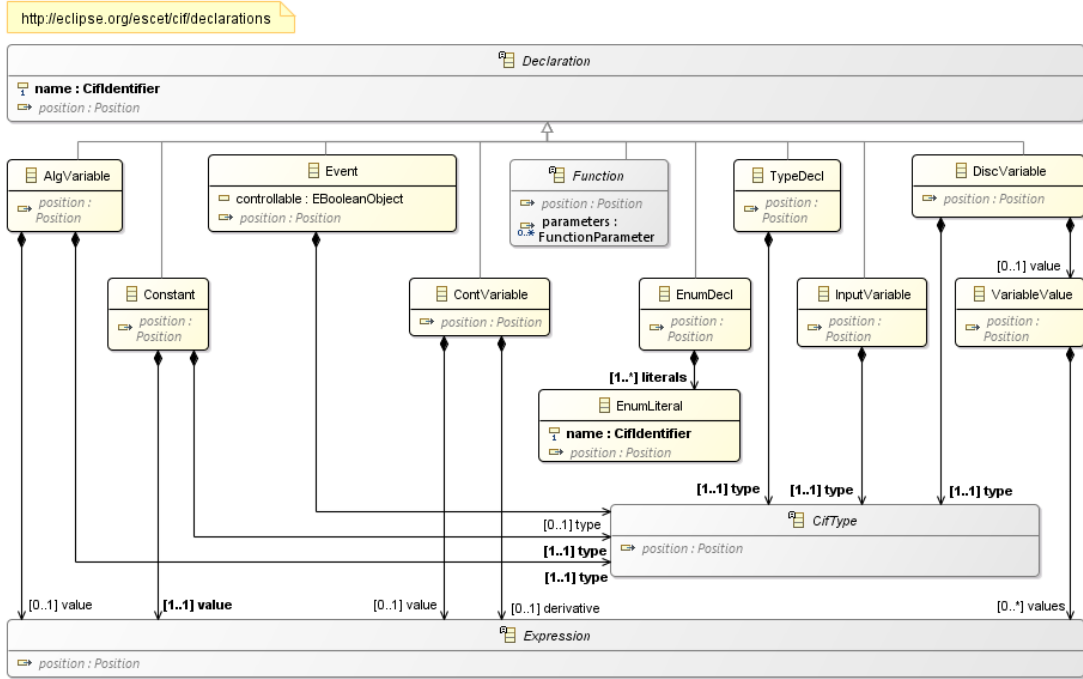 http://eclipse.org/escet/cif/declarations
Declaration
1 name : CifIdentifier
position : Position
AlgVariable
position :
Position
Event
controllable : EBooleanObject
position : Position
Function
position : Position
0..* parameters :
FunctionParameter
TypeDecl
position :
Position
DiscVariable
position : Position
[0..1] value
Constant
position :
Position
ContVariable
position : Position
EnumDecl
position :
Position
InputVariable
position :
Position
VariableValue
position :
Position
[1..*] literals
EnumLiteral
1 name : CifIdentifier
position : Position
[1..1] type
[1..1] type
[1..1] type
CifType
position : Position
[0..1] type
[1..1] type
[1..1] type
[0..1] value
[1..1] value
[0..1] value
[0..1] derivative
[0..*] values
Expression
position : Position